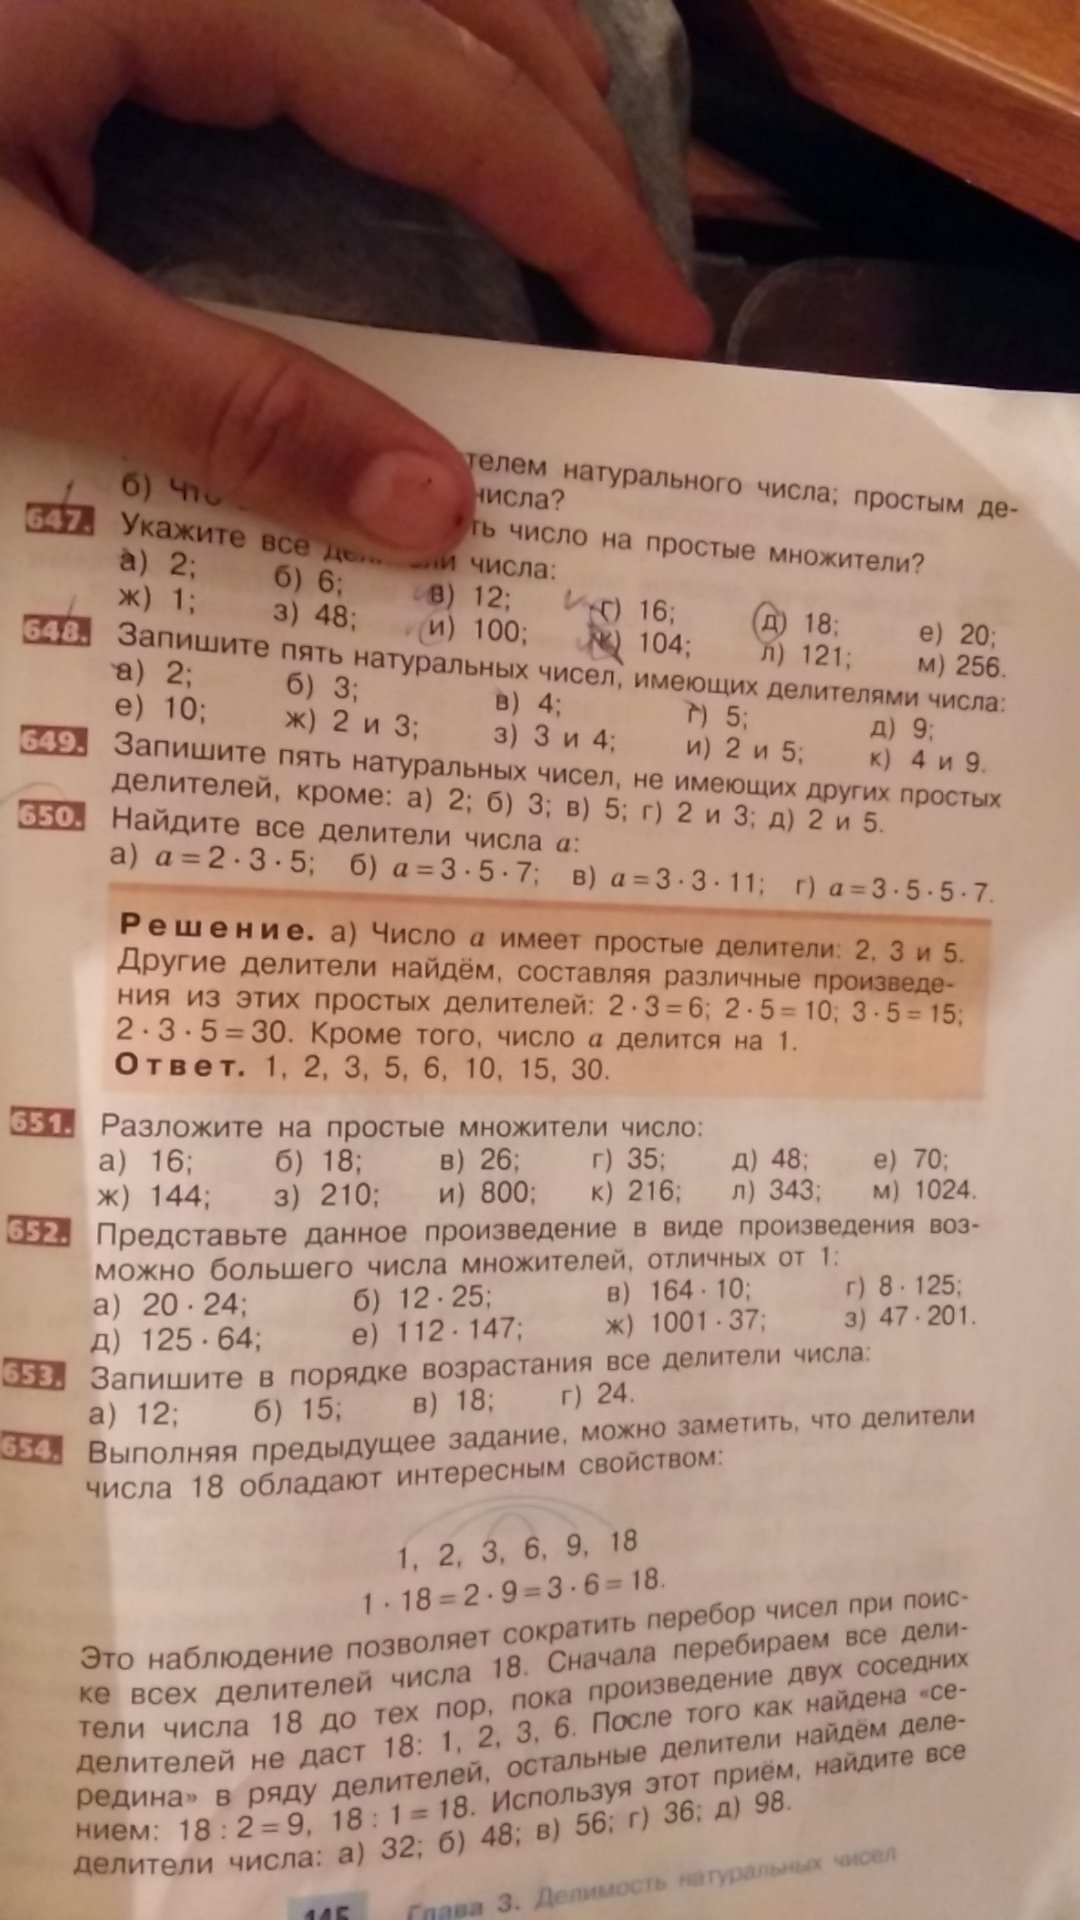 телем натурального числа; простым де-
числа?
б) Что ть число на простые множители?
647. Укажите все делители числа:
а) 2; б) 6; в) 12; г) 16; д) 18; е) 20;
ж) 1; з) 48; и) 100; к) 104; л) 121; м) 256.
648. Запишите пять натуральных чисел, имеющих делителями числа:
а) 2; б) 3; в) 4; г) 5; д) 9;
е) 10; ж) 2 и 3; з) 3 и 4; и) 2 и 5; к) 4 и 9.
649. Запишите пять натуральных чисел, не имеющих других простых
делителей, кроме: а) 2; б) 3; в) 5; г) 2 и 3; д) 2 и 5.
650. Найдите все делители числа a:
а) a = 2 · 3 · 5; б) a = 3 · 5 · 7; в) a = 3 · 3 · 11; г) a = 3 · 5 · 5 · 7.
Решение. а) Число a имеет простые делители: 2, 3 и 5.
Другие делители найдём, составляя различные произведе-
ния из этих простых делителей: 2 · 3 = 6; 2 · 5 = 10; 3 · 5 = 15;
2 · 3 · 5 = 30. Кроме того, число a делится на 1.
Ответ. 1, 2, 3, 5, 6, 10, 15, 30.
651. Разложите на простые множители число:
а) 16; б) 18; в) 26; г) 35; д) 48; е) 70;
ж) 144; з) 210; и) 800; к) 216; л) 343; м) 1024.
652. Представьте данное произведение в виде произведения воз-
можно большего числа множителей, отличных от 1:
а) 20 · 24; б) 12 · 25; в) 164 · 10; г) 8 · 125;
д) 125 · 64; е) 112 · 147; ж) 1001 · 37; з) 47 · 201.
653. Запишите в порядке возрастания все делители числа:
а) 12; б) 15; в) 18; г) 24.
654. Выполняя предыдущее задание, можно заметить, что делители
числа 18 обладают интересным свойством:
1, 2, 3, 6, 9, 18
1 · 18 = 2 · 9 = 3 · 6 = 18.
Это наблюдение позволяет сократить перебор чисел при поис-
ке всех делителей числа 18. Сначала перебираем все дели-
тели числа 18 до тех пор, пока произведение двух соседних
делителей не даст 18: 1, 2, 3, 6. После того как найдена «се-
редина» в ряду делителей, остальные делители найдём деле-
нием: 18 : 2 = 9, 18 : 1 = 18. Используя этот приём, найдите все
делители числа: а) 32; б) 48; в) 56; г) 36; д) 98.
145 Глава 3. Делимость натуральных чисел